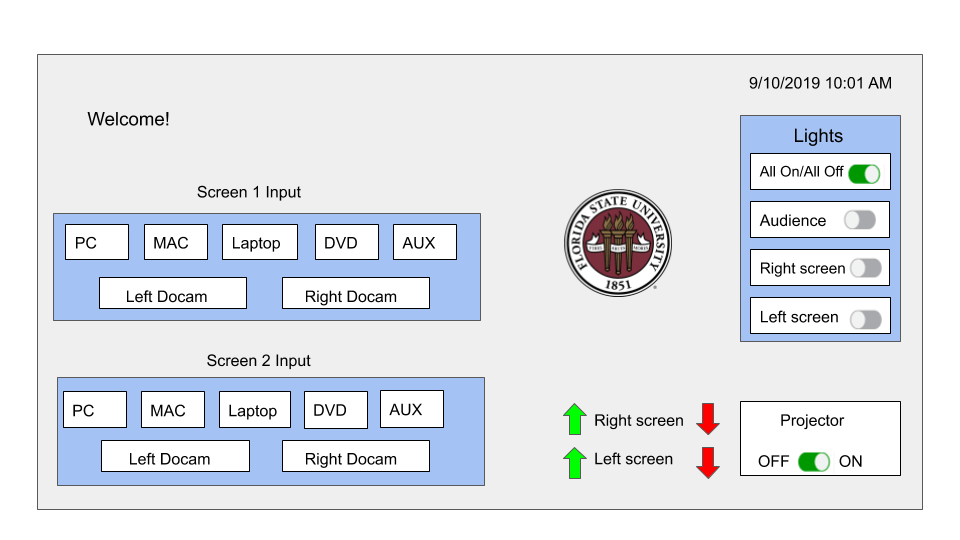 9/10/2019 10:01 AM
Welcome!
Lights
All On/All Off
Audience
Right screen
Left screen
Screen 1 Input
PC MAC Laptop DVD AUX
Left Docam Right Docam
FLORIDA STATE UNIVERSITY
1851
Screen 2 Input
PC MAC Laptop DVD AUX
Left Docam Right Docam
Right screen
Left screen
Projector
OFF ON